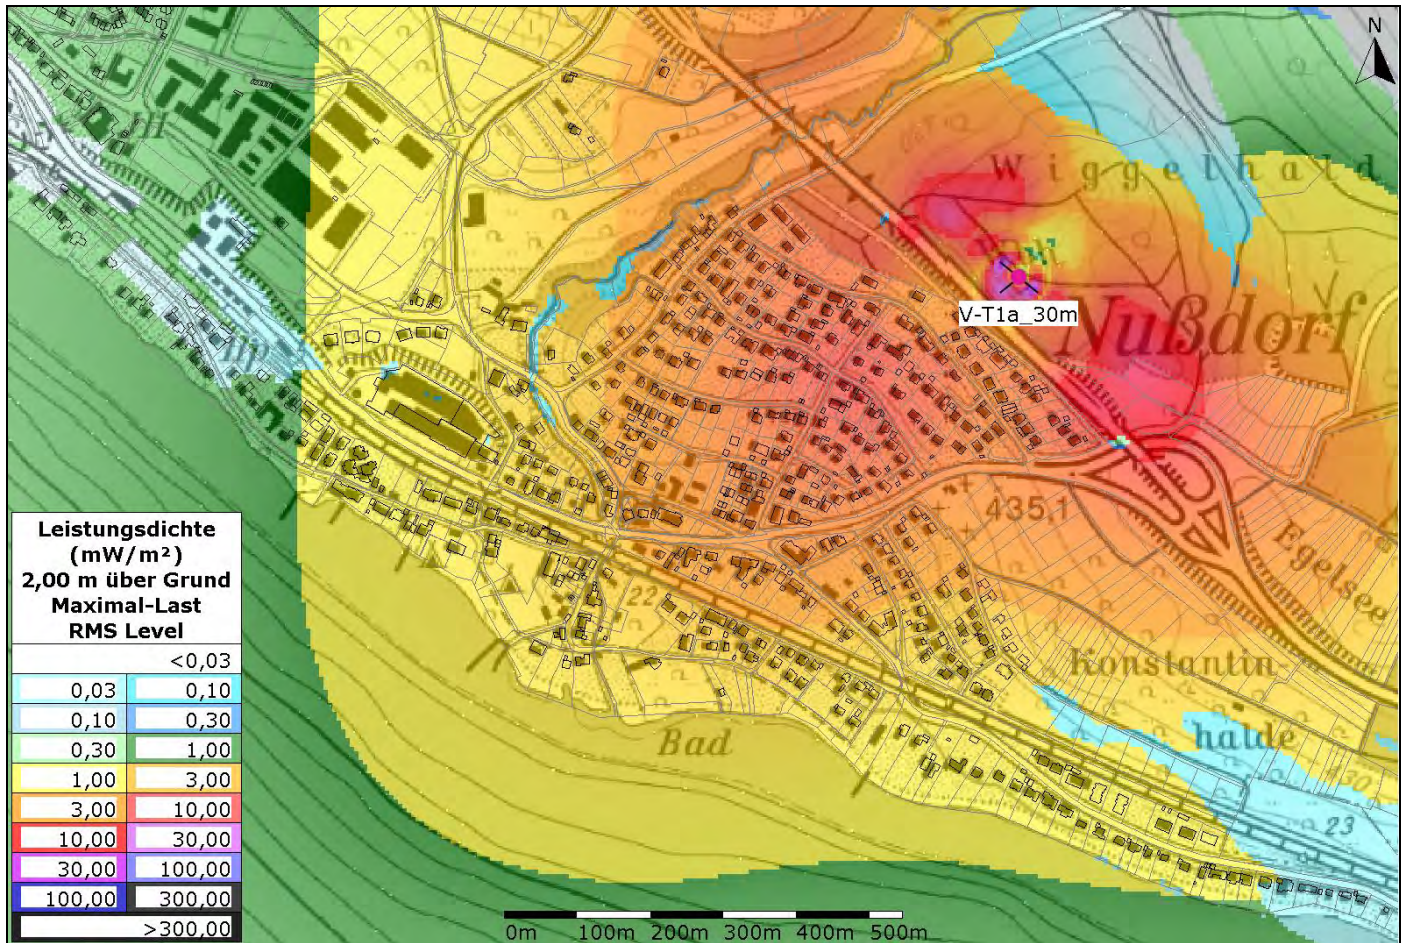 N
Wiggethald
V-T1a_30m
Nußdorf
435,1
Egelsee
22
Konstantin-
halde
Bad
430
23
Leistungsdichte
(mW/m²)
2,00 m über Grund
Maximal-Last
RMS Level
<0,03
0,03 0,10
0,10 0,30
0,30 1,00
1,00 3,00
3,00 10,00
10,00 30,00
30,00 100,00
100,00 300,00
>300,00
0m 100m 200m 300m 400m 500m